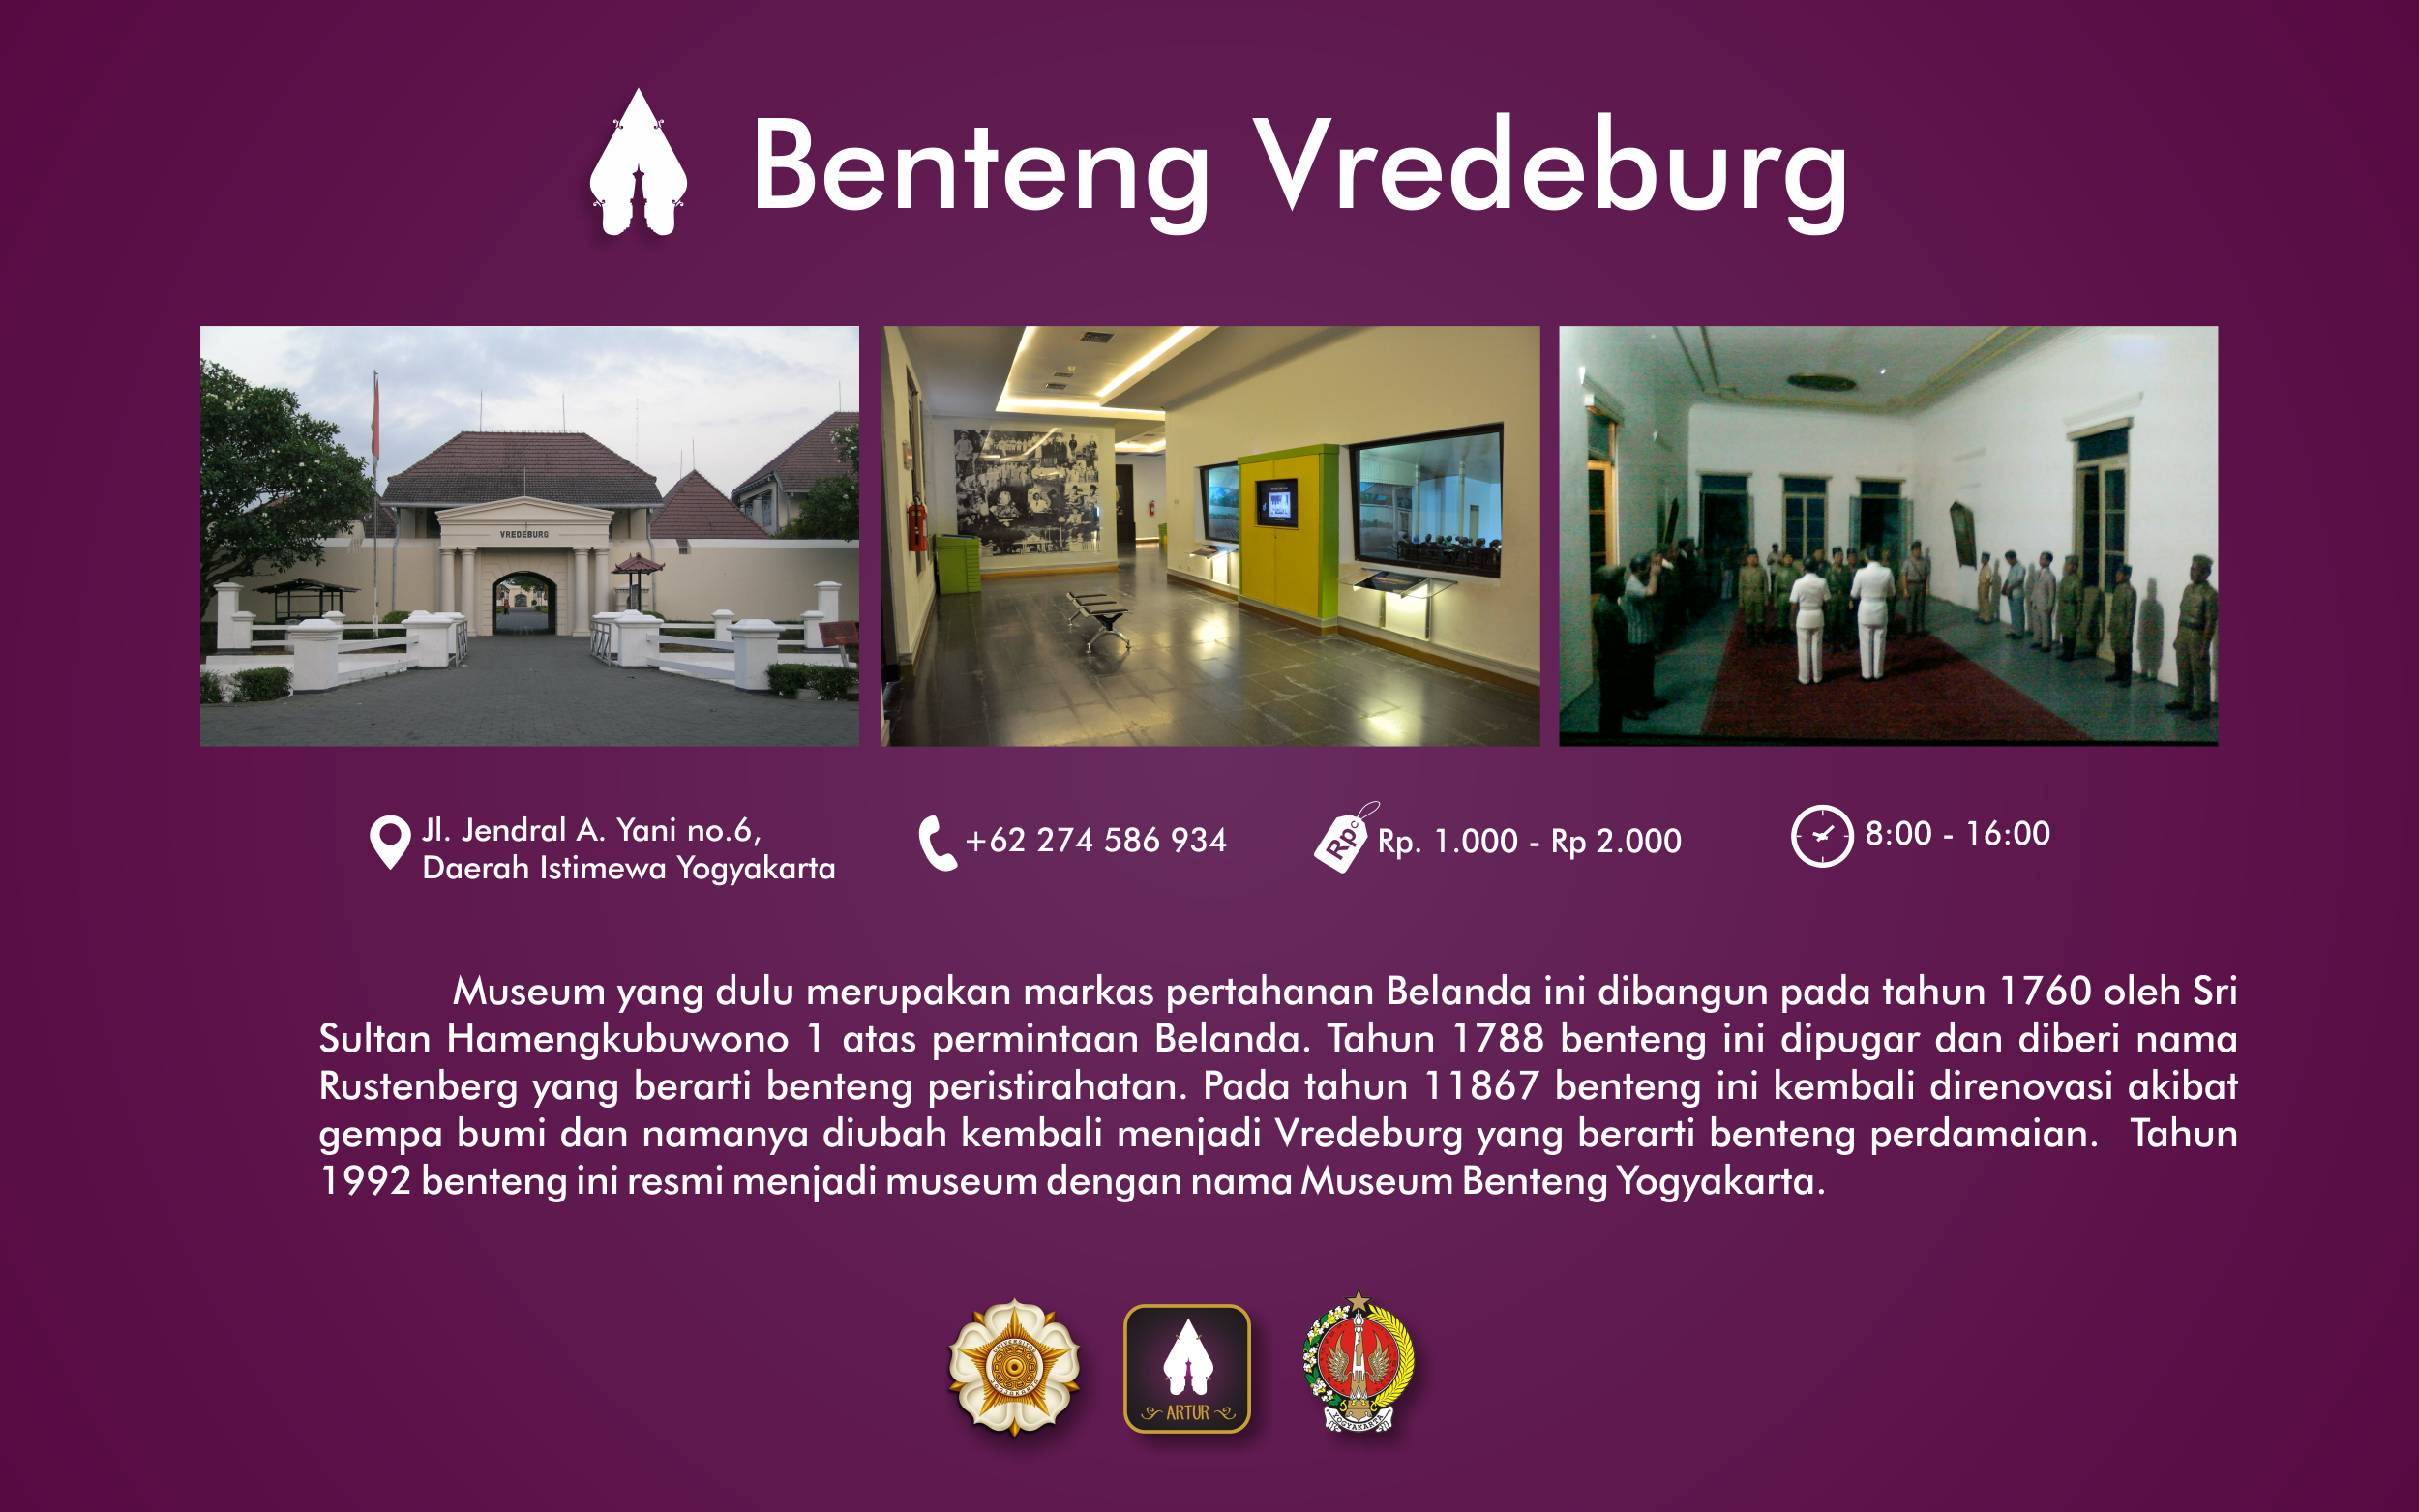 Benteng Vredeburg
VREDEBURG
Jl. Jendral A. Yani no.6,
Daerah Istimewa Yogyakarta
+62 274 586 934
Rp
Rp. 1.000 - Rp 2.000
8:00 - 16:00
Museum yang dulu merupakan markas pertahanan Belanda ini dibangun pada tahun 1760 oleh Sri
Sultan Hamengkubuwono 1 atas permintaan Belanda. Tahun 1788 benteng ini dipugar dan diberi nama
Rustenberg yang berarti benteng peristirahatan. Pada tahun 11867 benteng ini kembali direnovasi akibat
gempa bumi dan namanya diubah kembali menjadi Vredeburg yang berarti benteng perdamaian. Tahun
1992 benteng ini resmi menjadi museum dengan nama Museum Benteng Yogyakarta.
UNIVERSITAS
GADJAH MADA
ARTUR
YOGYAKARTA